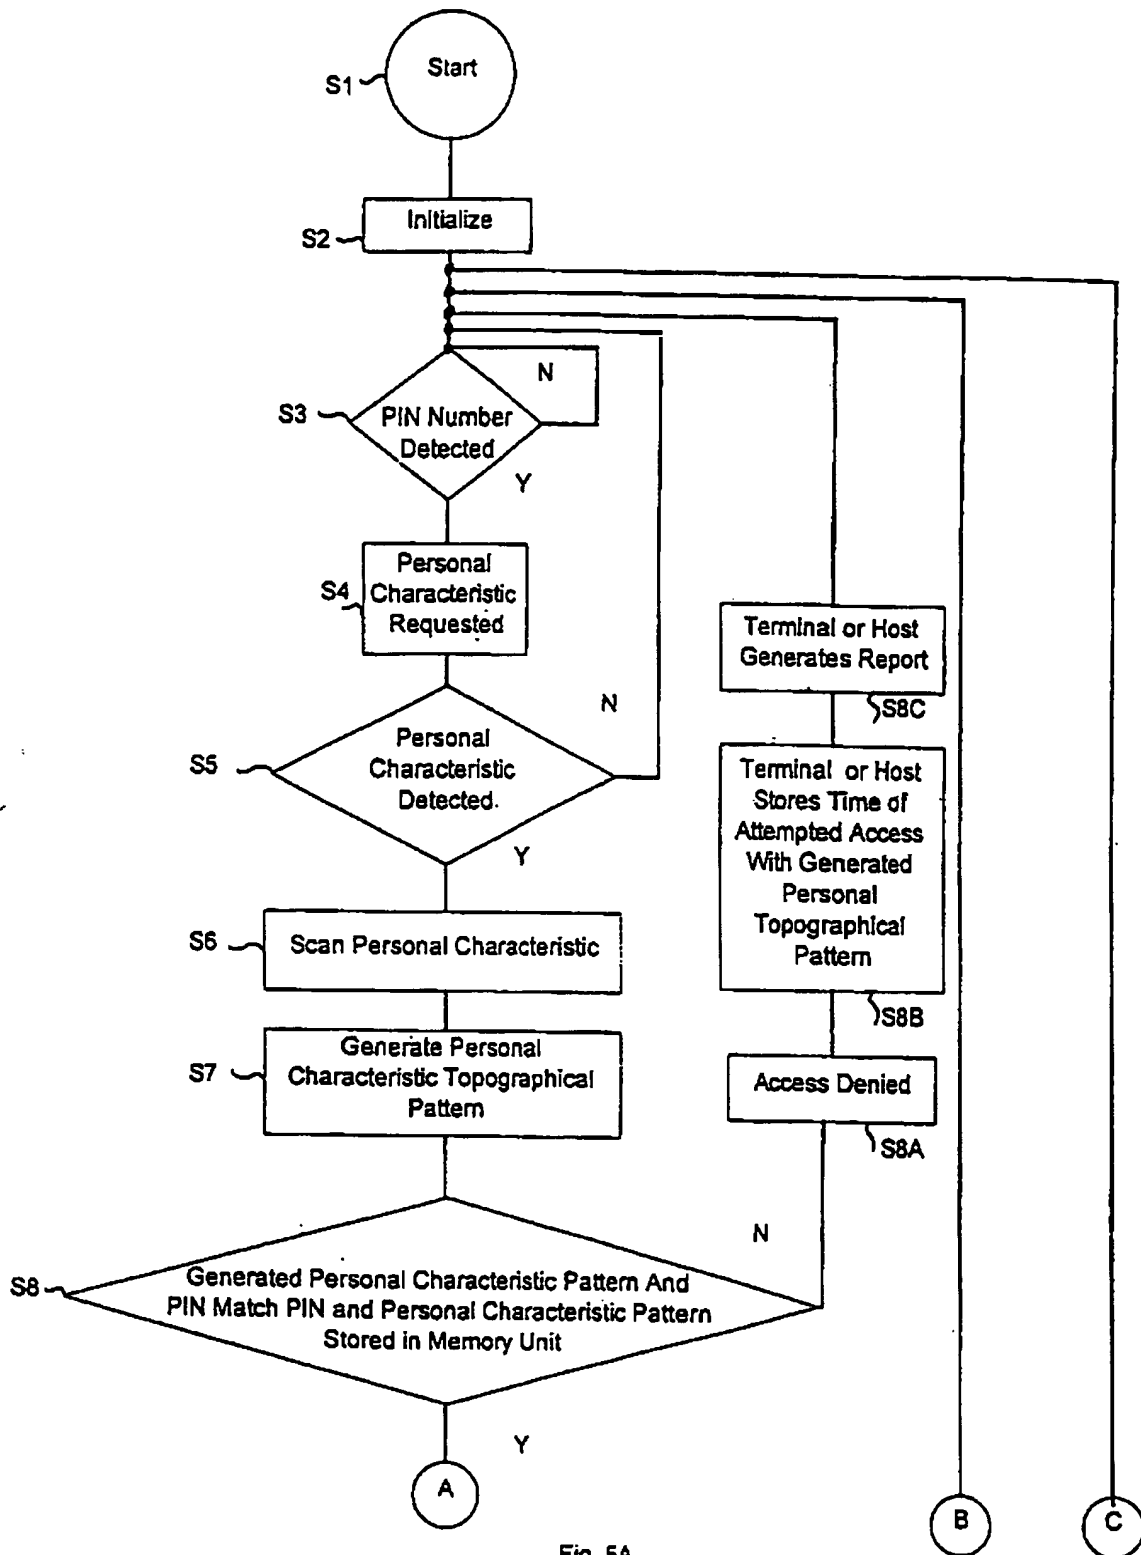 Start
S1
Initialize
S2
N
S3
PIN Number
Detected
Y
Personal
Characteristic
Requested
S4
Terminal or Host
Generates Report
S8C
N
S5
Personal
Characteristic
Detected.
Y
Terminal or Host
Stores Time of
Attempted Access
With Generated
Personal
Topographical
Pattern
S8B
S6
Scan Personal Characteristic
S7
Generate Personal
Characteristic Topographical
Pattern
Access Denied
S8A
N
S8
Generated Personal Characteristic Pattern And
PIN Match PIN and Personal Characteristic Pattern
Stored in Memory Unit
Y
A
B
C
Fig. 5A